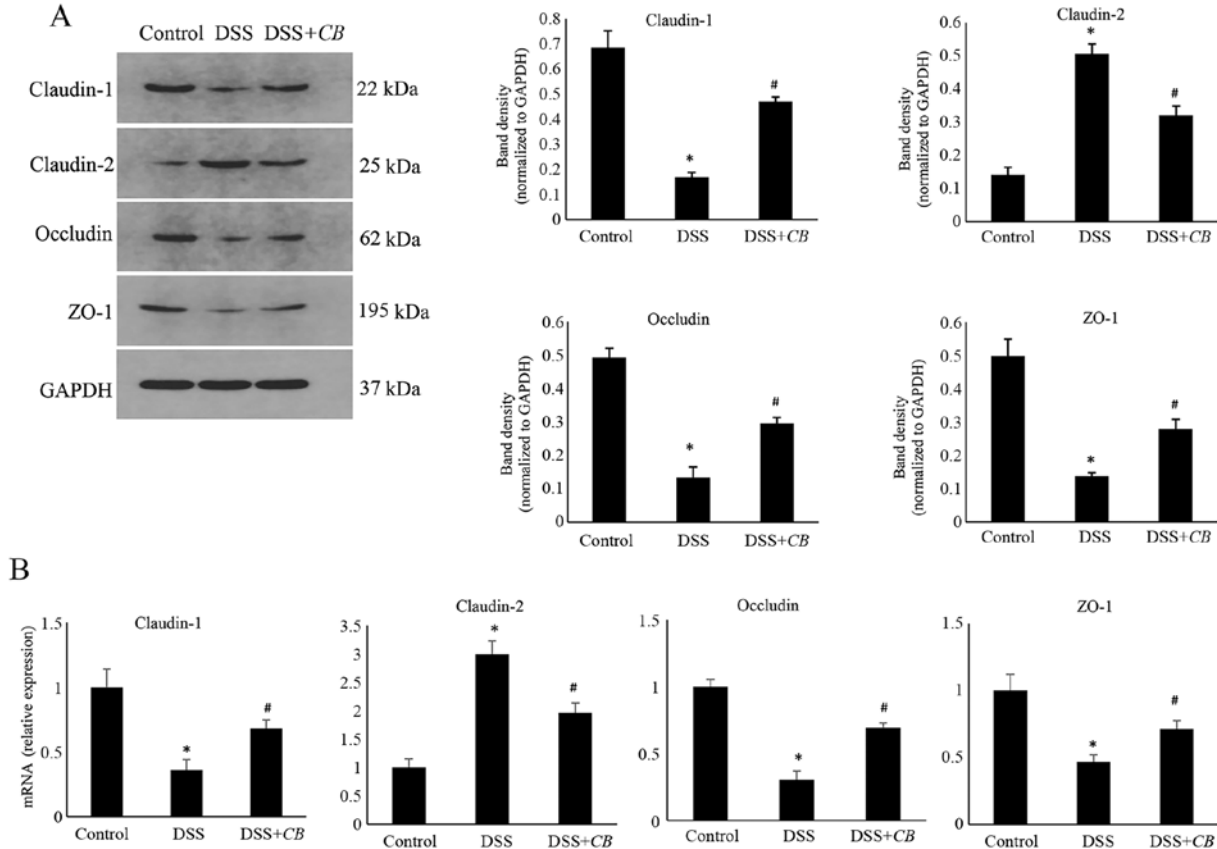 A
Control DSS DSS+CB
Claudin-1 22 kDa
Claudin-2 25 kDa
Occludin 62 kDa
ZO-1 195 kDa
GAPDH 37 kDa
Claudin-1
Band density
(normalized to GAPDH)
0.8
0.7
0.6
0.5
0.4
0.3
0.2
0.1
0
*
#
Control DSS DSS+CB
Claudin-2
Band density
(normalized to GAPDH)
0.6
0.5
0.4
0.3
0.2
0.1
0
*
#
Control DSS DSS+CB
Occludin
Band density
(normalized to GAPDH)
0.6
0.5
0.4
0.3
0.2
0.1
0
*
#
Control DSS DSS+CB
ZO-1
Band density
(normalized to GAPDH)
0.6
0.5
0.4
0.3
0.2
0.1
0
*
#
Control DSS DSS+CB
B
Claudin-1
mRNA (relative expression)
1.5
1
0.5
0
*
#
Control DSS DSS+CB
Claudin-2
3.5
3
2.5
2
1.5
1
0.5
0
*
#
Control DSS DSS+CB
Occludin
1.5
1
0.5
0
*
#
Control DSS DSS+CB
ZO-1
1.5
1
0.5
0
*
#
Control DSS DSS+CB